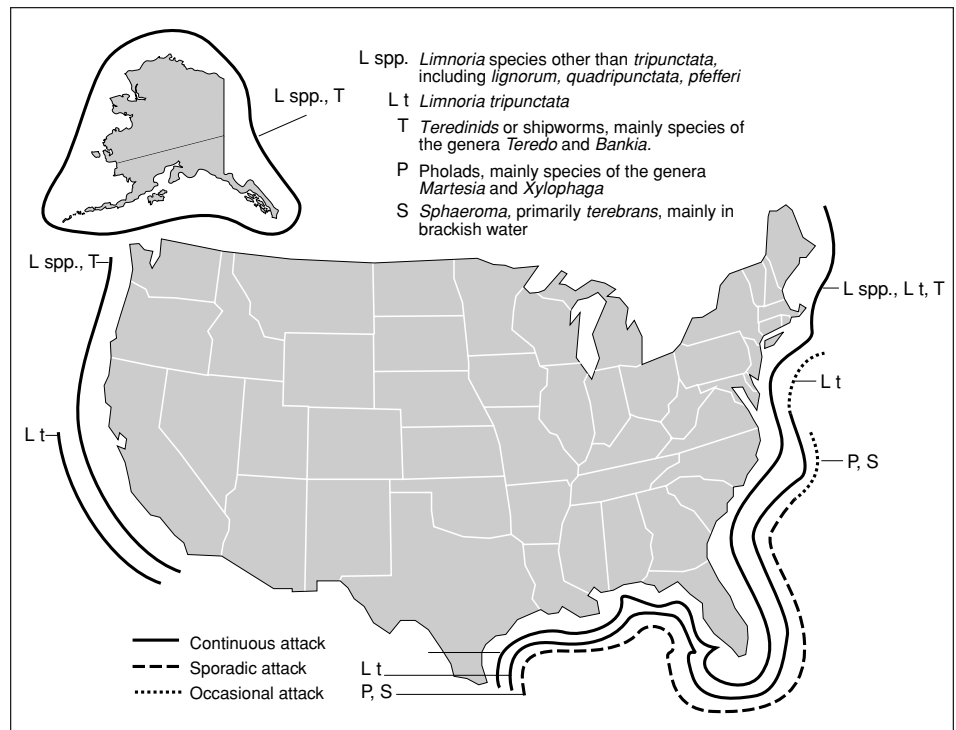 L spp. Limnoria species other than tripunctata,
including lignorum, quadripunctata, pfefferi
L t Limnoria tripunctata
T Teredinids or shipworms, mainly species of
the genera Teredo and Bankia.
P Pholads, mainly species of the genera
Martesia and Xylophaga
S Sphaeroma, primarily terebrans, mainly in
brackish water
L spp., T
L spp., T
L spp., L t, T
L t
L t
P, S
Continuous attack
Sporadic attack
Occasional attack
L t
P, S